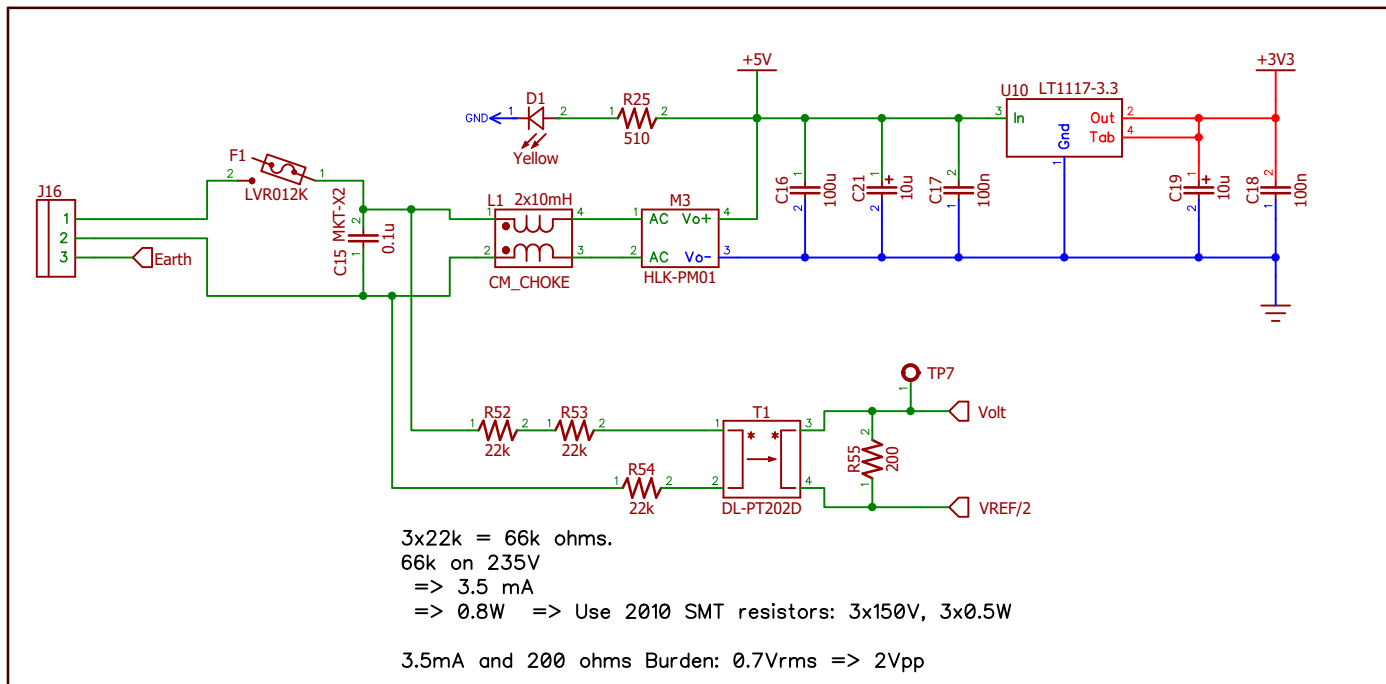 +5V
+3V3
U10 LT1117-3.3
D1
R25
GND
1
2
1
2
510
Yellow
3
In
Out
2
Tab
4
Gnd
1
F1
2
1
LVR012K
J16
1
2
3
Earth
C15 MKT-X2
0.1u
2
1
L1 2x10mH
1
4
2
3
CM_CHOKE
M3
1
AC Vo+
4
2
AC Vo-
3
HLK-PM01
C16
100u
1
2
C21
10u
1
+
2
C17
100n
2
1
C19
10u
1
+
2
C18
100n
2
1
TP7
1
R52
1
2
22k
R53
1
2
22k
R54
1
2
22k
T1
1
3
* *
2
4
DL-PT202D
R55
200
2
1
Volt
VREF/2
3x22k = 66k ohms.
66k on 235V
=> 3.5 mA
=> 0.8W => Use 2010 SMT resistors: 3x150V, 3x0.5W
3.5mA and 200 ohms Burden: 0.7Vrms => 2Vpp